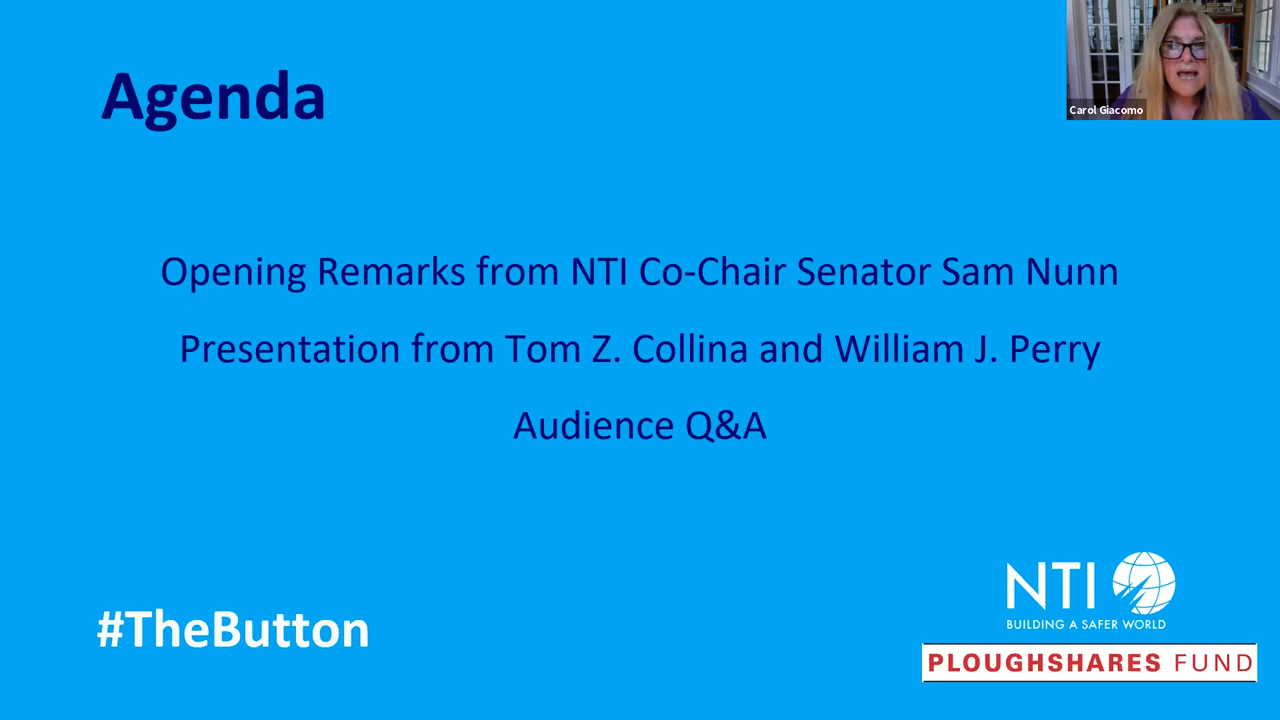 Agenda
Carol Giacomo
Opening Remarks from NTI Co-Chair Senator Sam Nunn
Presentation from Tom Z. Collina and William J. Perry
Audience Q&A
#TheButton
NTI
BUILDING A SAFER WORLD
PLOUGHSHARES FUND